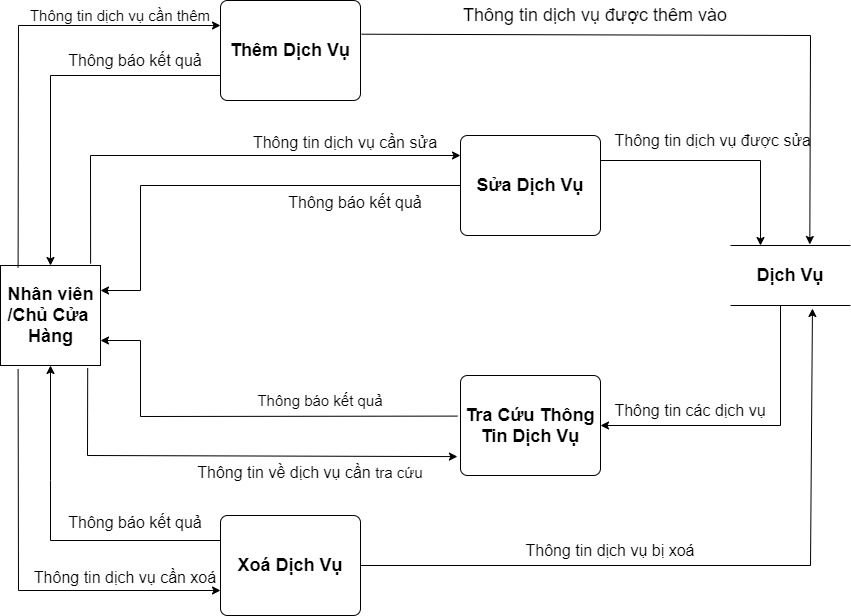 Thông tin dịch vụ cần thêm
Thông tin dịch vụ được thêm vào
Thêm Dịch Vụ
Thông báo kết quả
Thông tin dịch vụ cần sửa
Thông tin dịch vụ được sửa
Sửa Dịch Vụ
Thông báo kết quả
Dịch Vụ
Nhân viên
/Chủ Cửa
Hàng
Thông báo kết quả
Tra Cứu Thông
Tin Dịch Vụ
Thông tin các dịch vụ
Thông tin về dịch vụ cần tra cứu
Thông báo kết quả
Thông tin dịch vụ bị xoá
Xoá Dịch Vụ
Thông tin dịch vụ cần xoá